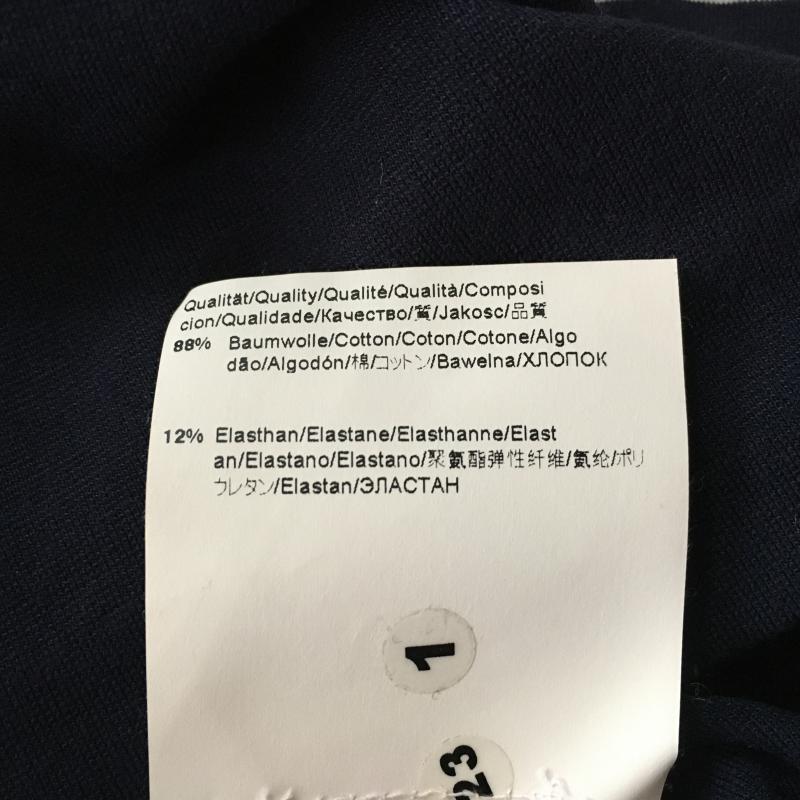 Qualität/Quality/Qualité/Qualità/Composi
cion/Qualidade/Качество/質/Jakosc/品質
88% Baumwolle/Cotton/Coton/Cotone/Algo
dão/Algodón/棉/コットン/Bawelna/ХЛОПОК
12% Elasthan/Elastane/Elasthanne/Elast
an/Elastano/Elastano/聚氨酯弹性纤维/氨纶/ポリ
ウレタン/Elastan/ЭЛАСТАН
1
23